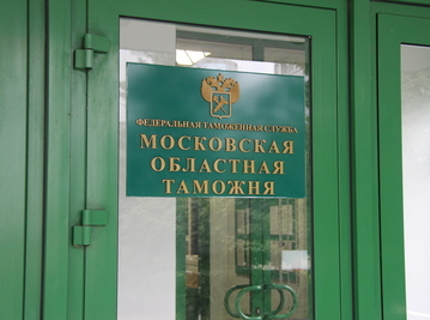 ФЕДЕРАЛЬНАЯ ТАМОЖЕННАЯ СЛУЖБА
МОСКОВСКАЯ
ОБЛАСТНАЯ
ТАМОЖНЯ